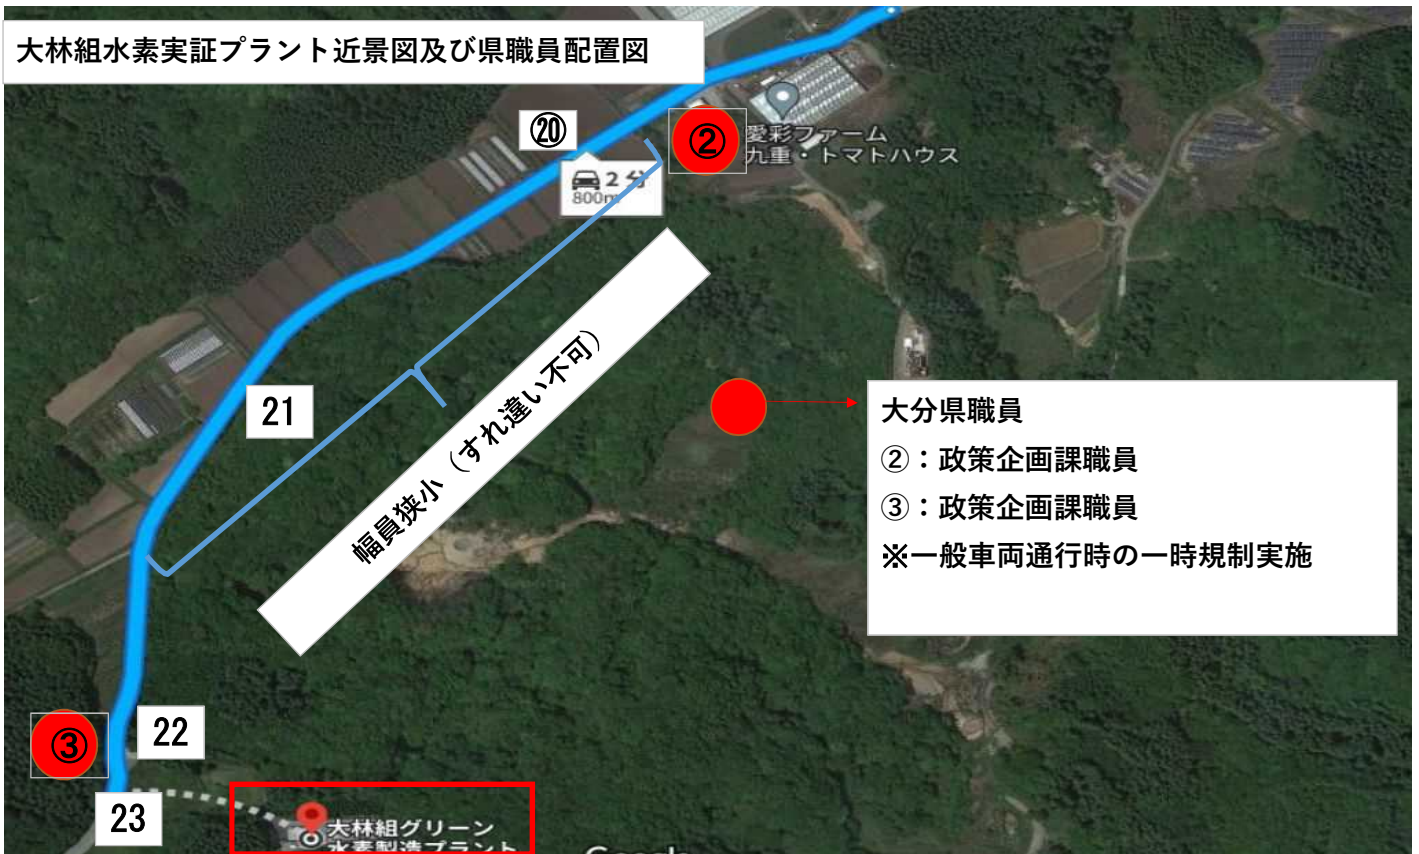 大林組水素実証プラント近景図及び県職員配置図
⑳
②
愛彩ファーム
九重・トマトハウス
2 分
800m
21
幅員狭小（すれ違い不可）
大分県職員
②：政策企画課職員
③：政策企画課職員
※一般車両通行時の一時規制実施
③
22
23
大林組グリーン
水素製造プラント
Google